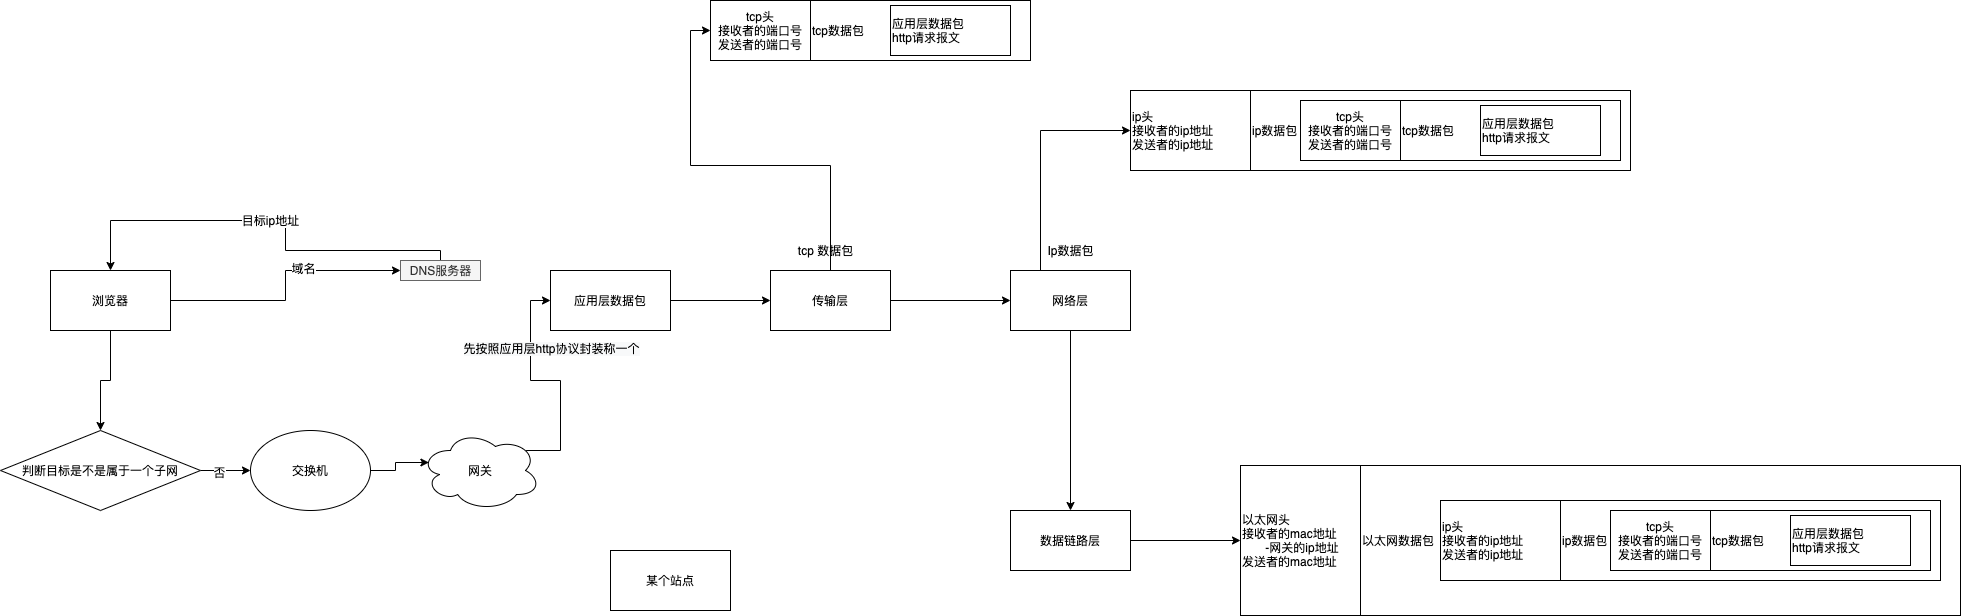 tcp头
接收者的端口号
发送者的端口号
tcp数据包
应用层数据包
http请求报文
ip头
接收者的ip地址
发送者的ip地址
ip数据包
tcp头
接收者的端口号
发送者的端口号
tcp数据包
应用层数据包
http请求报文
目标ip地址
域名
DNS服务器
浏览器
tcp 数据包
Ip数据包
应用层数据包
传输层
网络层
先按照应用层http协议封装称一个
判断目标是不是属于一个子网
否
交换机
网关
数据链路层
以太网头
接收者的mac地址
-网关的ip地址
发送者的mac地址
以太网数据包
ip头
接收者的ip地址
发送者的ip地址
ip数据包
tcp头
接收者的端口号
发送者的端口号
tcp数据包
应用层数据包
http请求报文
某个站点